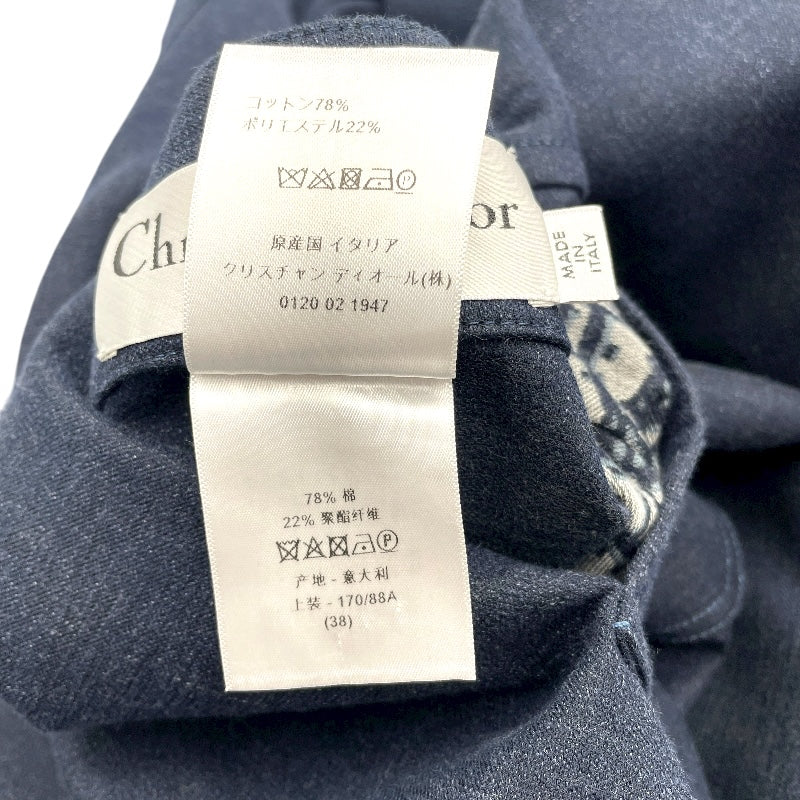 コットン78%
ポリエステル22%
原産国 イタリア
クリスチャン ディオール(株)
0120 02 1947
Chr
or
MADE
IN
ITALY
78% 棉
22% 聚酯纤维
产地 - 意大利
上装 - 170/88A
(38)